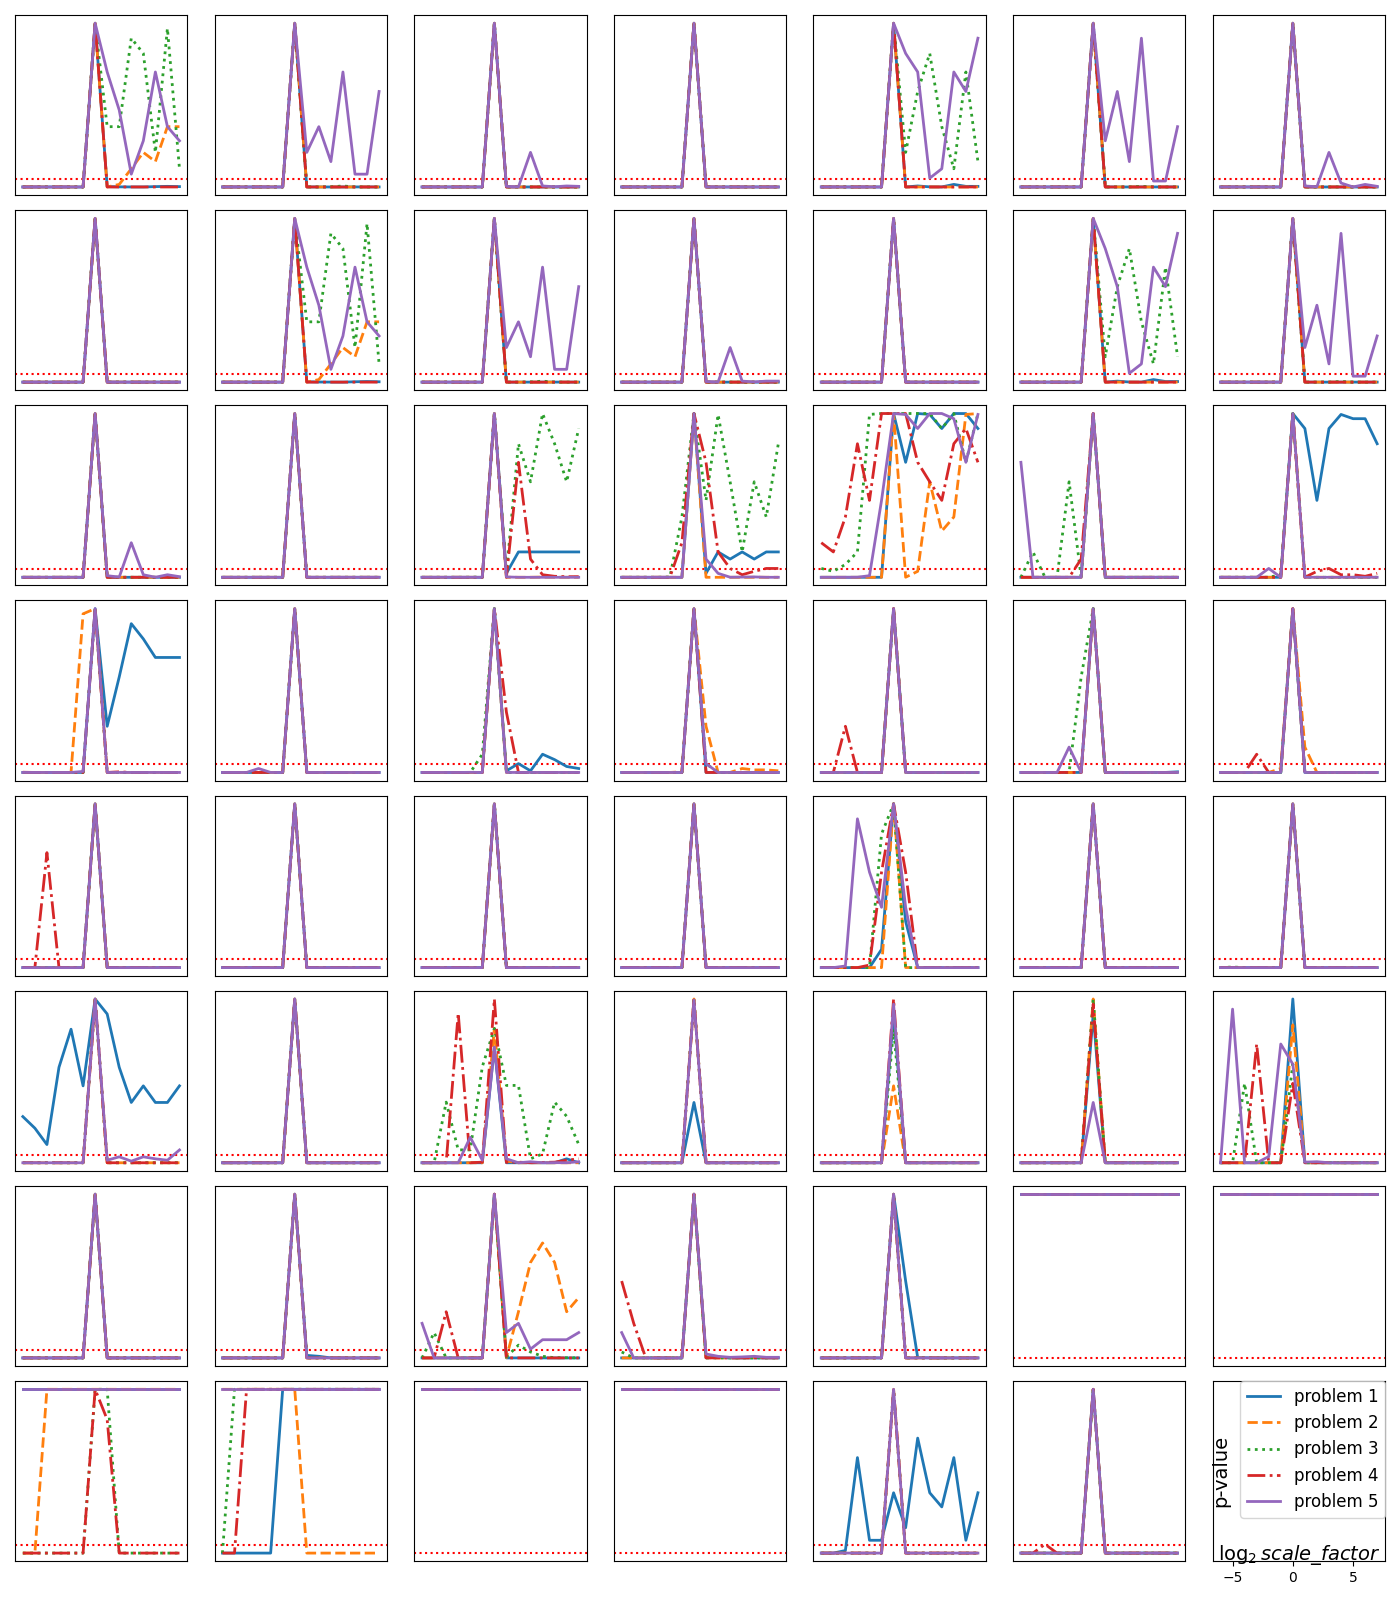 problem 1
problem 2
problem 3
problem 4
problem 5
p-value
log₂ scale_factor
−5 0 5